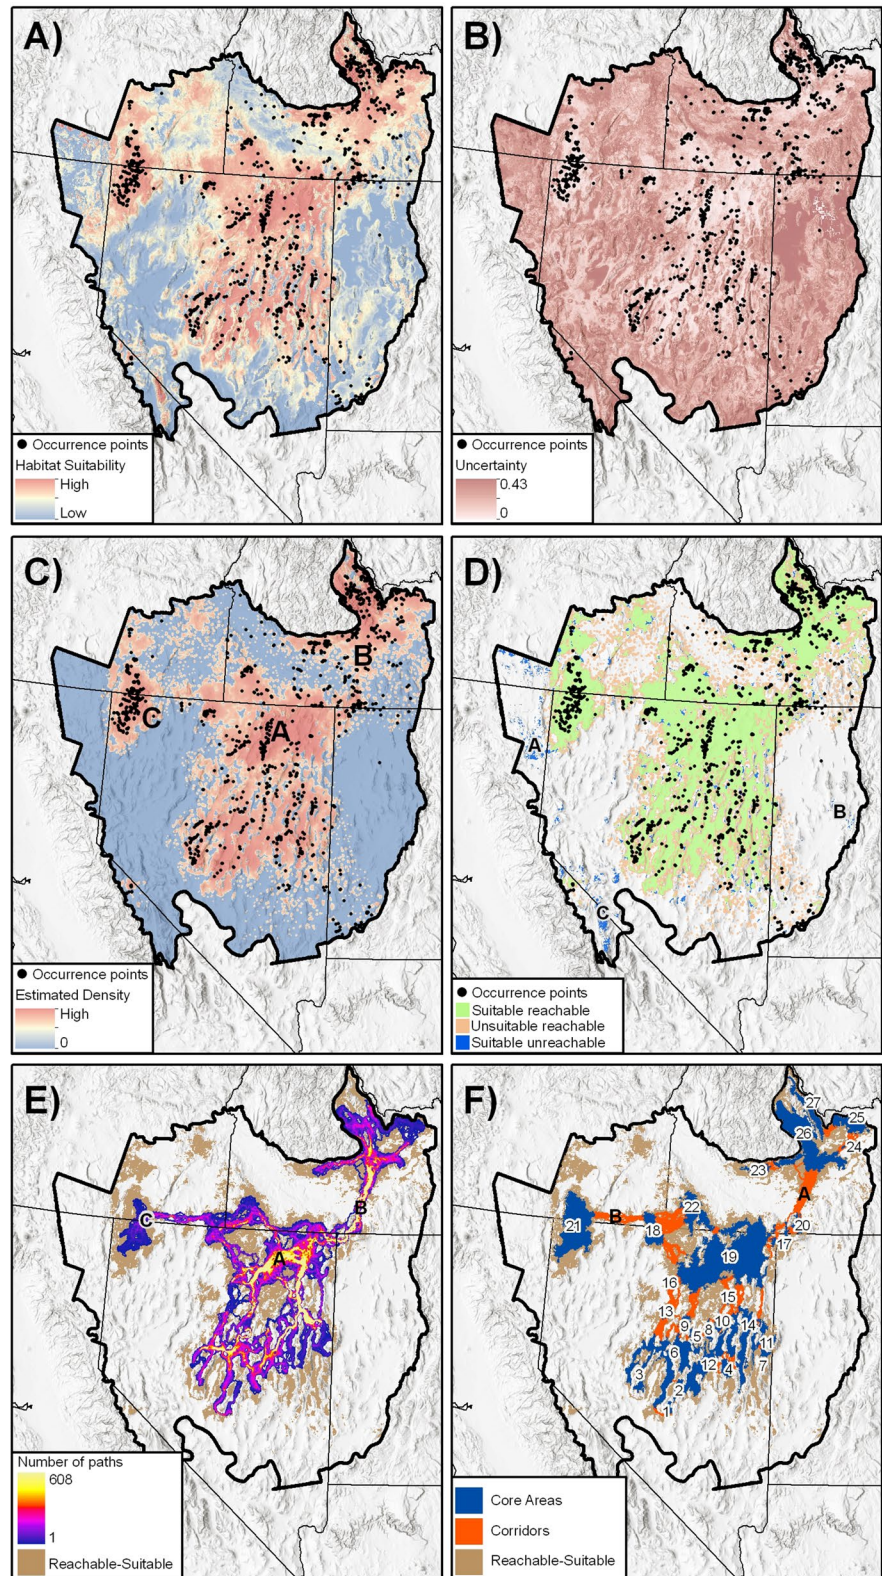 A)
Occurrence points
Habitat Suitability
High
Low
B)
Occurrence points
Uncertainty
0.43
0
C)
B
C
A
Occurrence points
Estimated Density
High
0
D)
A
B
C
Occurrence points
Suitable reachable
Unsuitable reachable
Suitable unreachable
E)
B
C
A
Number of paths
608
1
Reachable-Suitable
F)
27
25
26
24
23
A
22
21
B
18
20
17
19
16
15
13
9
10
14
5
8
11
6
12
7
3
4
2
1
Core Areas
Corridors
Reachable-Suitable